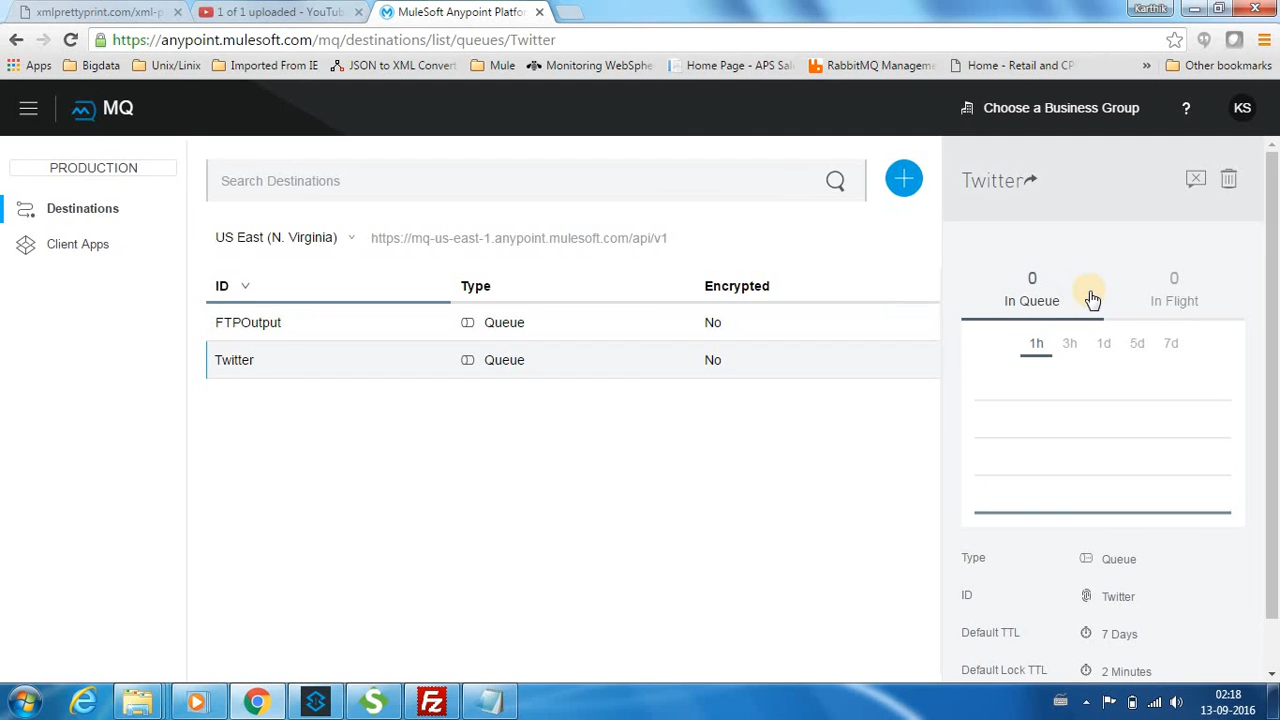 xmlprettyprint.com/xml-p
1 of 1 uploaded - YouTu
MuleSoft Anypoint Platfo
Karthik
https://anypoint.mulesoft.com/mq/destinations/list/queues/Twitter
Apps
Bigdata
Unix/Linux
Imported From IE
JSON to XML Convert
Mule
Monitoring WebSphe
Home Page - APS Sal
RabbitMQ Manageme
Home - Retail and CP
»
Other bookmarks
MQ
Choose a Business Group
?
KS
PRODUCTION
Destinations
Client Apps
Search Destinations
US East (N. Virginia)
https://mq-us-east-1.anypoint.mulesoft.com/api/v1
ID Type Encrypted
FTPOutput Queue No
Twitter Queue No
Twitter
0 0
In Queue In Flight
1h 3h 1d 5d 7d
Type Queue
ID Twitter
Default TTL 7 Days
Default Lock TTL 2 Minutes
02:18
13-09-2016